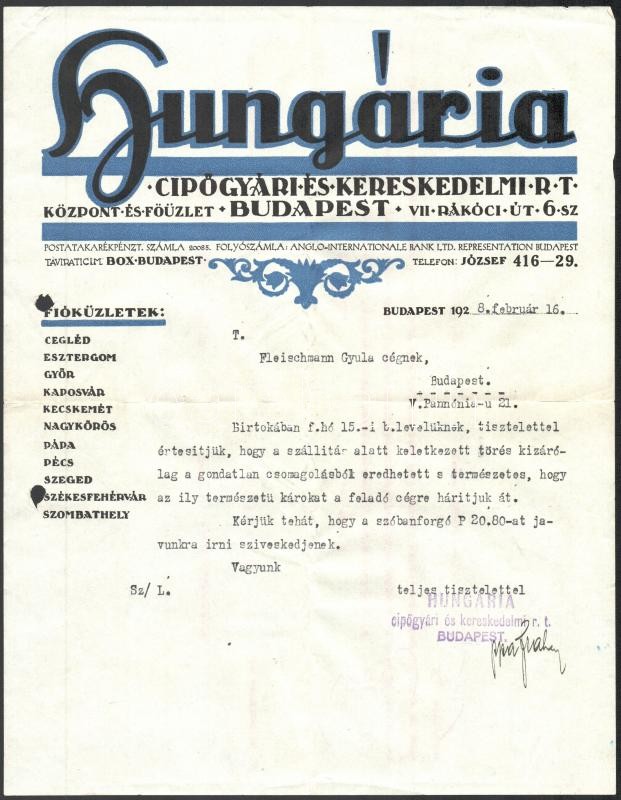 Hungária
· CIPŐGYÁRI · ÉS · KERESKEDELMI · R · T ·
KÖZPONT · ÉS · FŐÜZLET · BUDAPEST · VII · RÁKÓCI · ÚT · 6 · SZ
POSTATAKARÉKPÉNZT. SZÁMLA 20085. FOLYÓSZÁMLA: ANGLO-INTERNATIONALE BANK LTD. REPRESENTATION BUDAPEST
TÁVIRATICIM: BOX · BUDAPEST · TELEFON: JÓZSEF 416—29.
FIÓKÜZLETEK:
CEGLÉD
ESZTERGOM
GYŐR
KAPOSVÁR
KECSKEMÉT
NAGYKŐRÖS
PÁPA
PÉCS
SZEGED
SZÉKESFEHÉRVÁR
SZOMBATHELY
BUDAPEST 192 8. február 16.
T.
Fleischmann Gyula cégnek,
Budapest.
V. Pannónia-u 21.
Birtokában f.hó 15.-i t.levelüknek, tisztelettel
értesitjük, hogy a szállitás alatt keletkezett törés kizáró-
lag a gondatlan csomagolásból eredhetett s természetes, hogy
az ily természetü károkat a feladó cégre háritjuk át.
Kérjük tehát, hogy a szóbanforgó P 20.80-at ja-
vunkra irni sziveskedjenek.
Vagyunk
Sz/ L. teljes tisztelettel
HUNGÁRIA
cipőgyári és kereskedelmi r. t.
BUDAPEST.